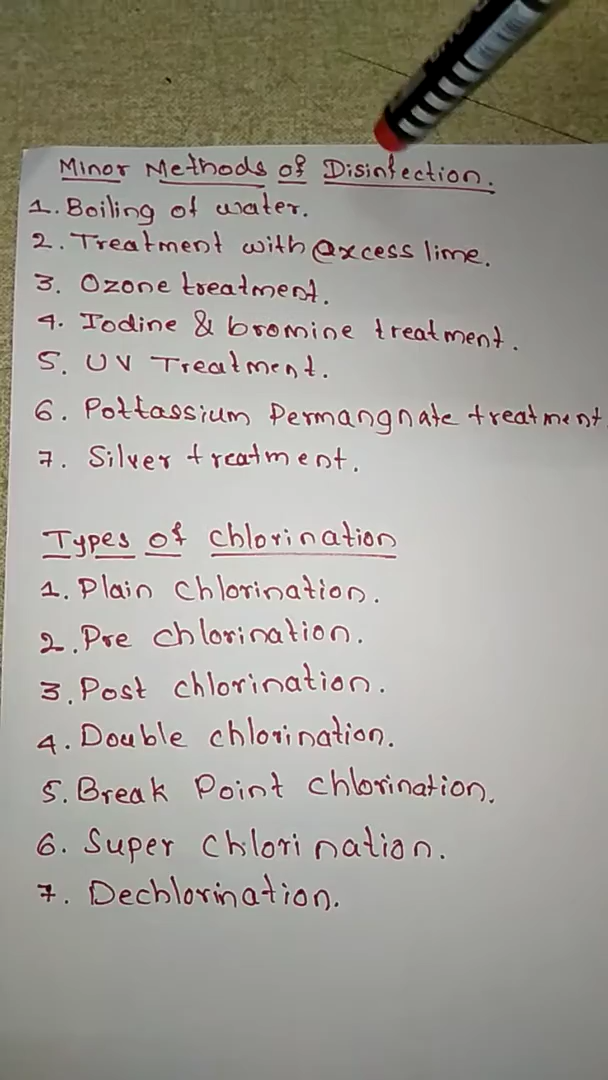 Minor Methods of Disinfection.
1. Boiling of water.
2. Treatment with excess lime.
3. Ozone treatment.
4. Iodine & bromine treatment.
5. UV Treatment.
6. Pottassium Permangnate treatment.
7. Silver treatment.
Types of chlorination
1. Plain Chlorination.
2. Pre chlorination.
3. Post chlorination.
4. Double chlorination.
5. Break Point chlorination.
6. Super Chlorination.
7. Dechlorination.